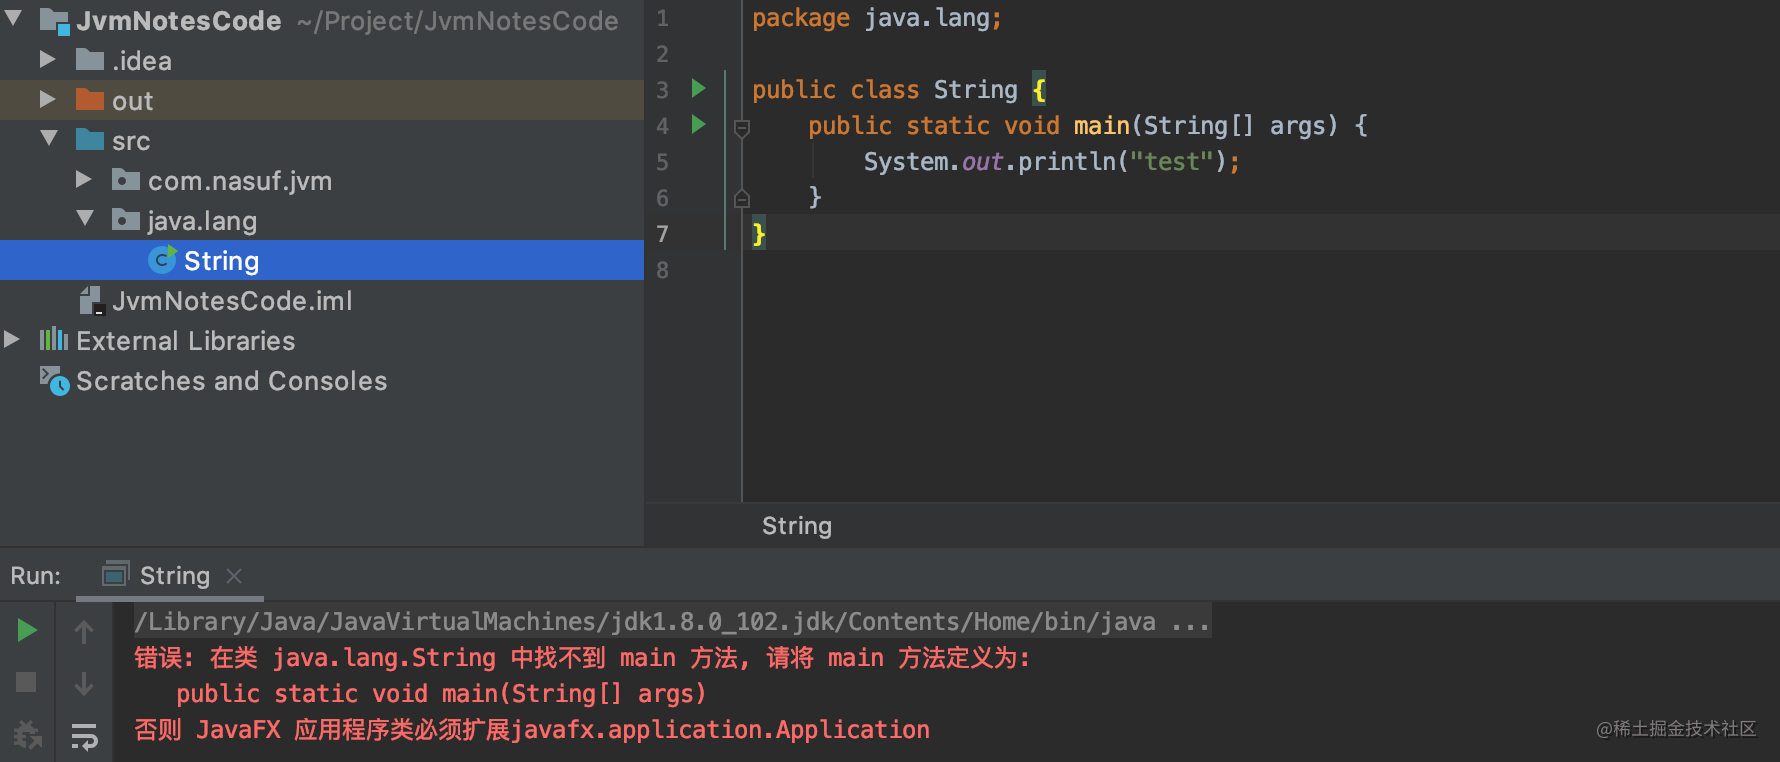 JvmNotesCode ~/Project/JvmNotesCode
.idea
out
src
com.nasuf.jvm
java.lang
String
JvmNotesCode.iml
External Libraries
Scratches and Consoles
1 package java.lang;
2
3 public class String {
4 public static void main(String[] args) {
5 System.out.println("test");
6 }
7 }
8
String
Run: String
/Library/Java/JavaVirtualMachines/jdk1.8.0_102.jdk/Contents/Home/bin/java ...
错误: 在类 java.lang.String 中找不到 main 方法, 请将 main 方法定义为:
public static void main(String[] args)
否则 JavaFX 应用程序类必须扩展javafx.application.Application
@稀土掘金技术社区